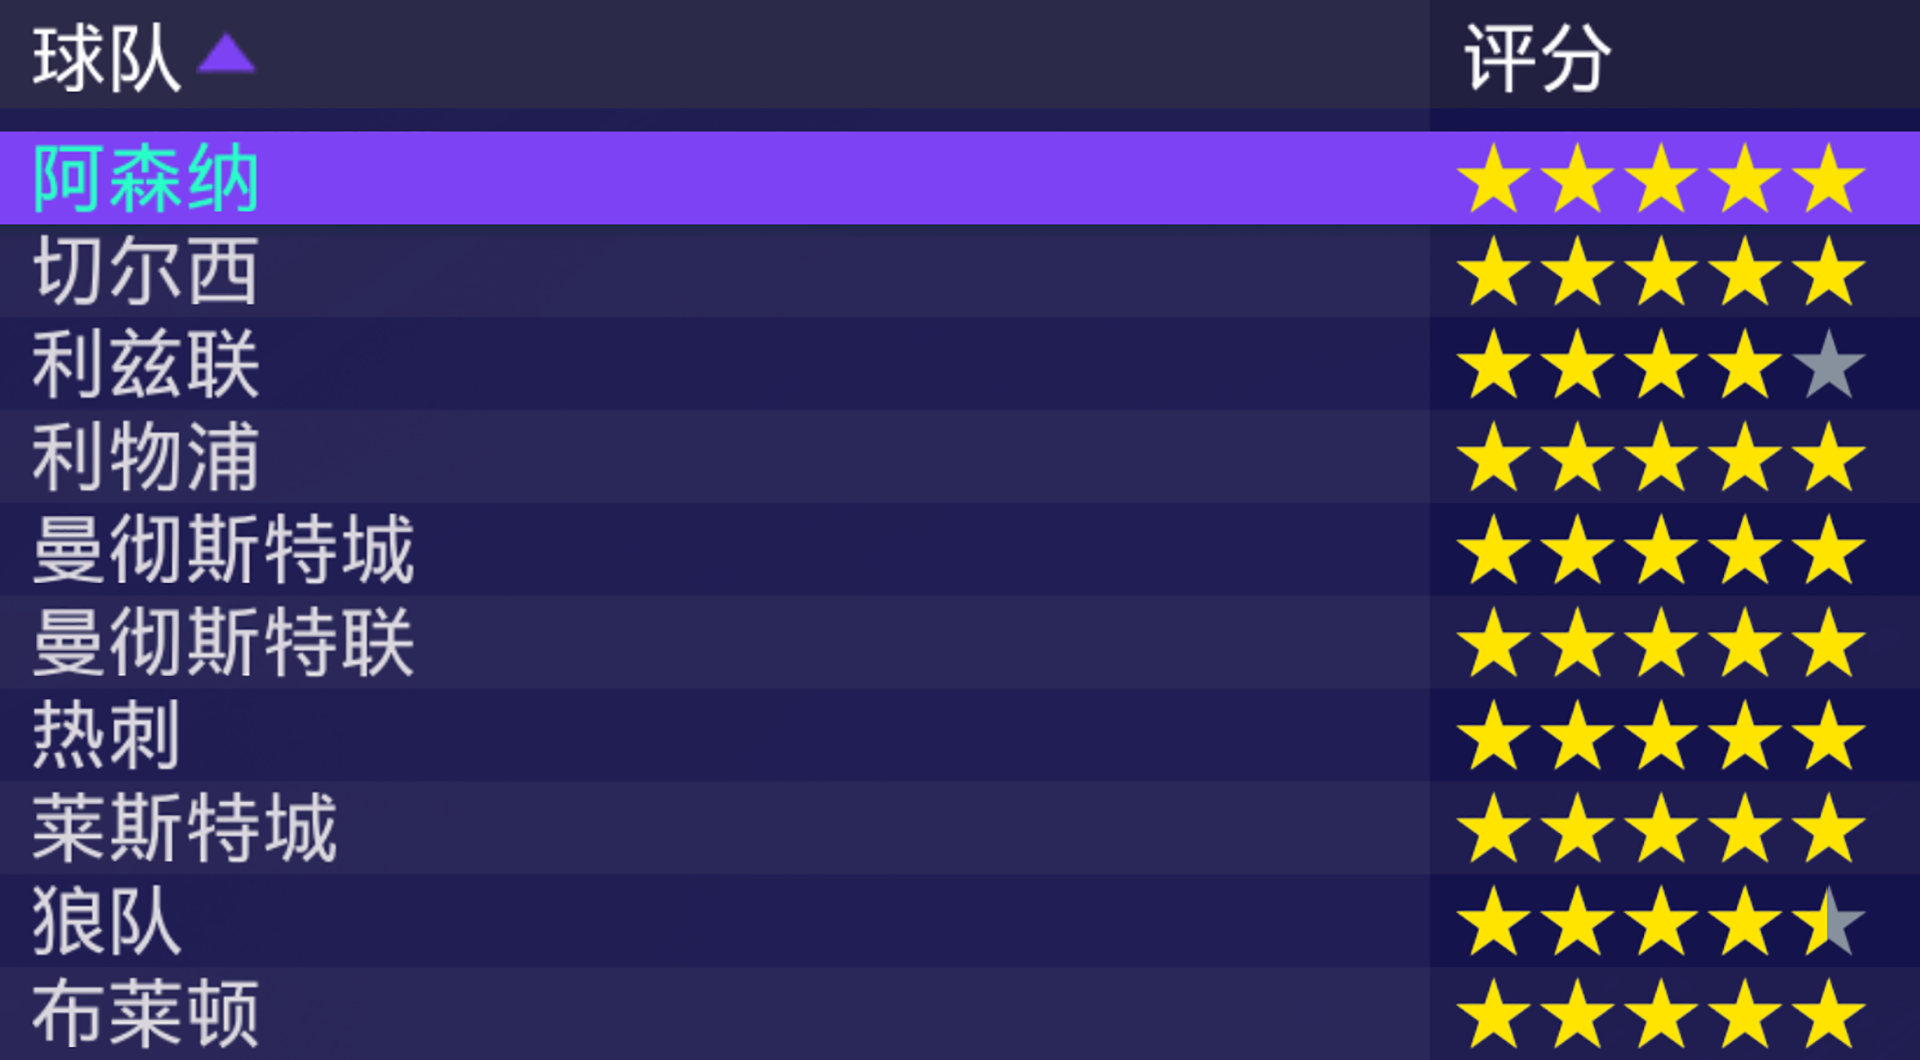 球队 评分
阿森纳
切尔西
利兹联
利物浦
曼彻斯特城
曼彻斯特联
热刺
莱斯特城
狼队
布莱顿